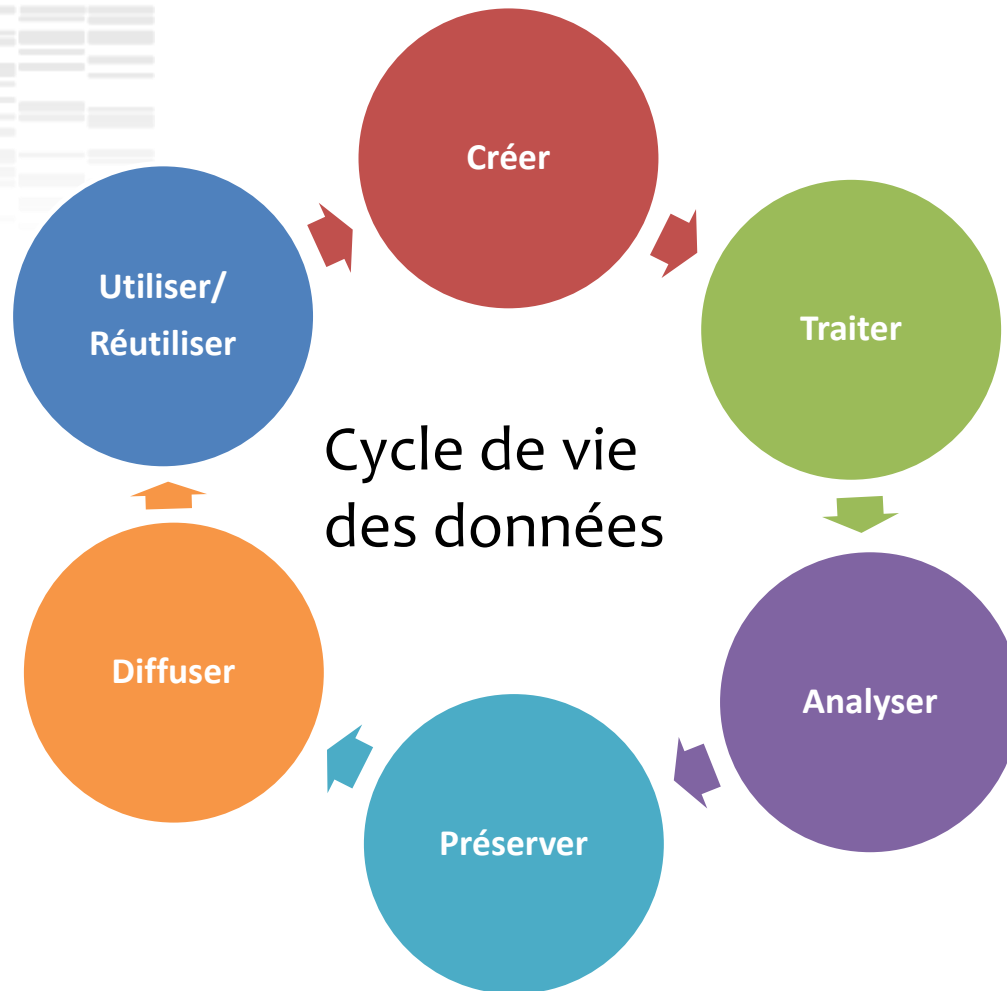 Créer
Traiter
Analyser
Préserver
Diffuser
Utiliser/
Réutiliser
Cycle de vie
des données